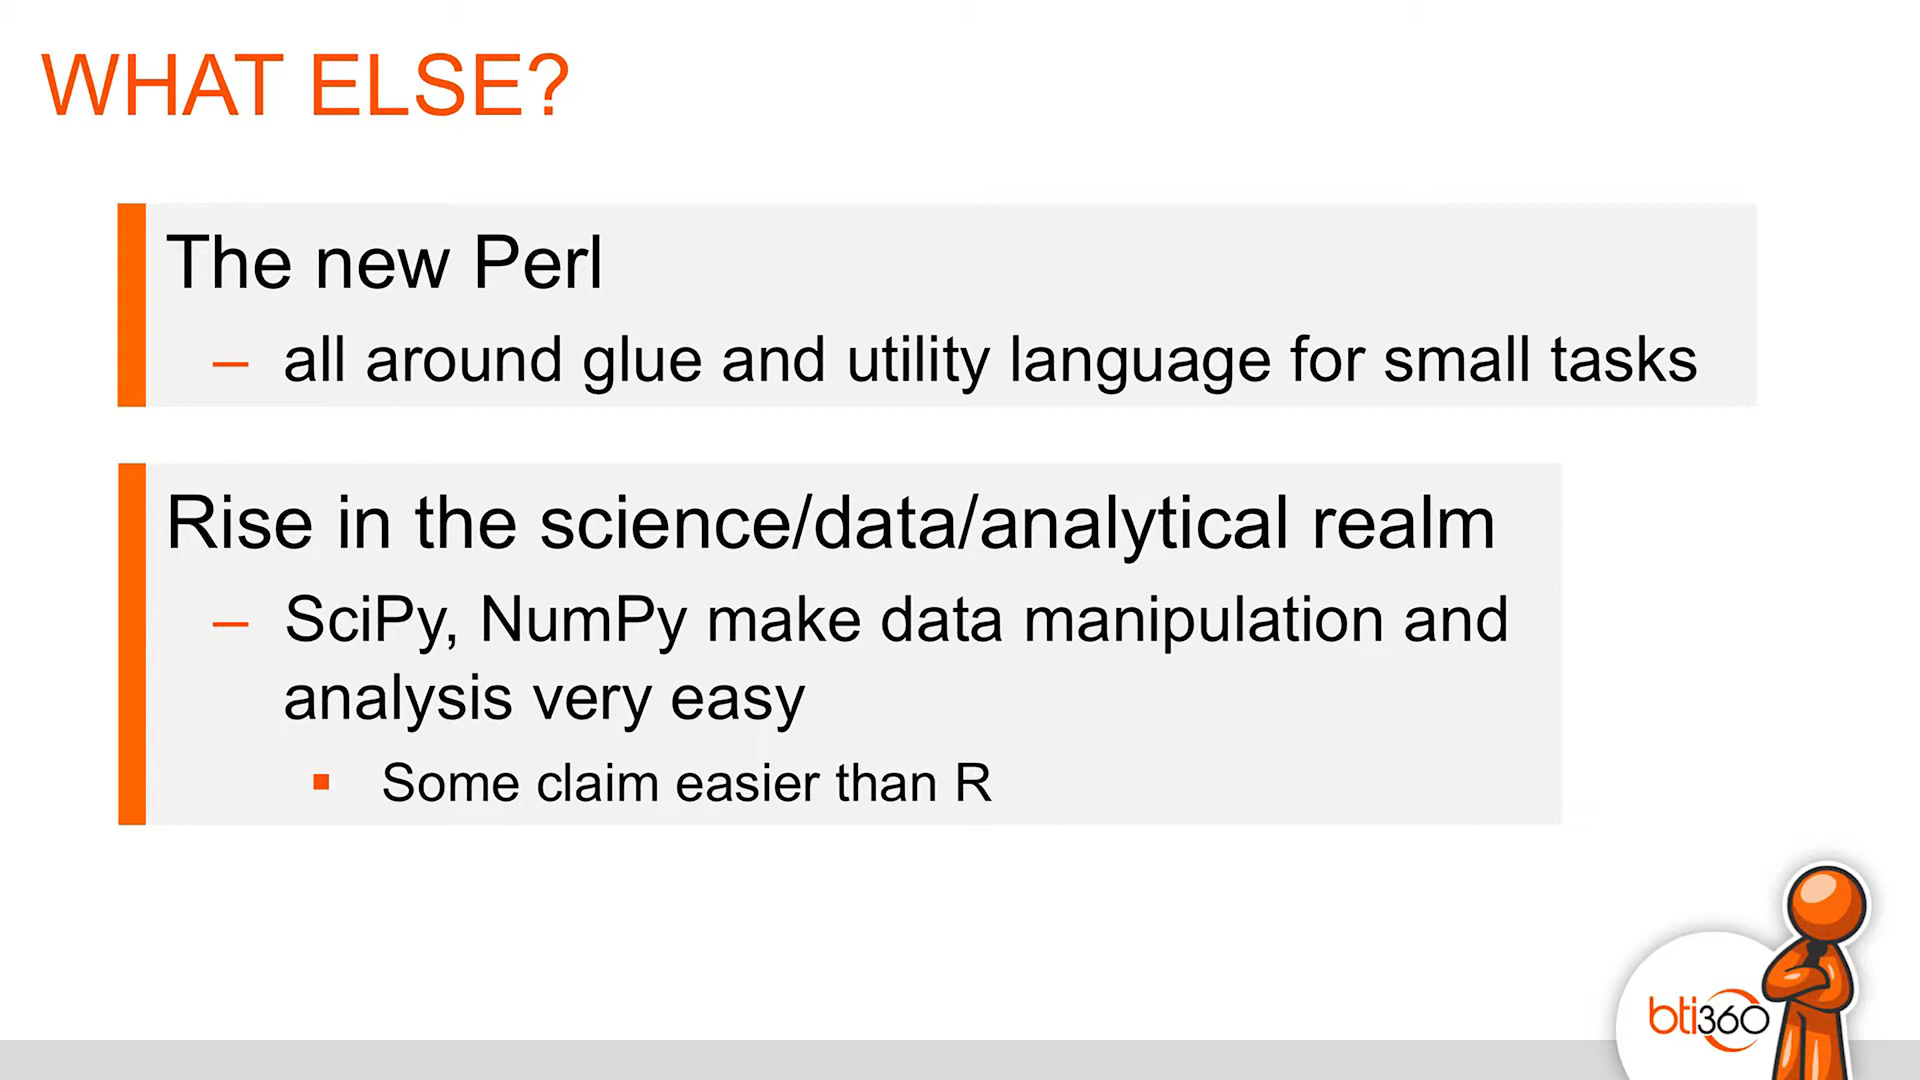 WHAT ELSE?
The new Perl
– all around glue and utility language for small tasks
Rise in the science/data/analytical realm
– SciPy, NumPy make data manipulation and
analysis very easy
▪ Some claim easier than R
bti360